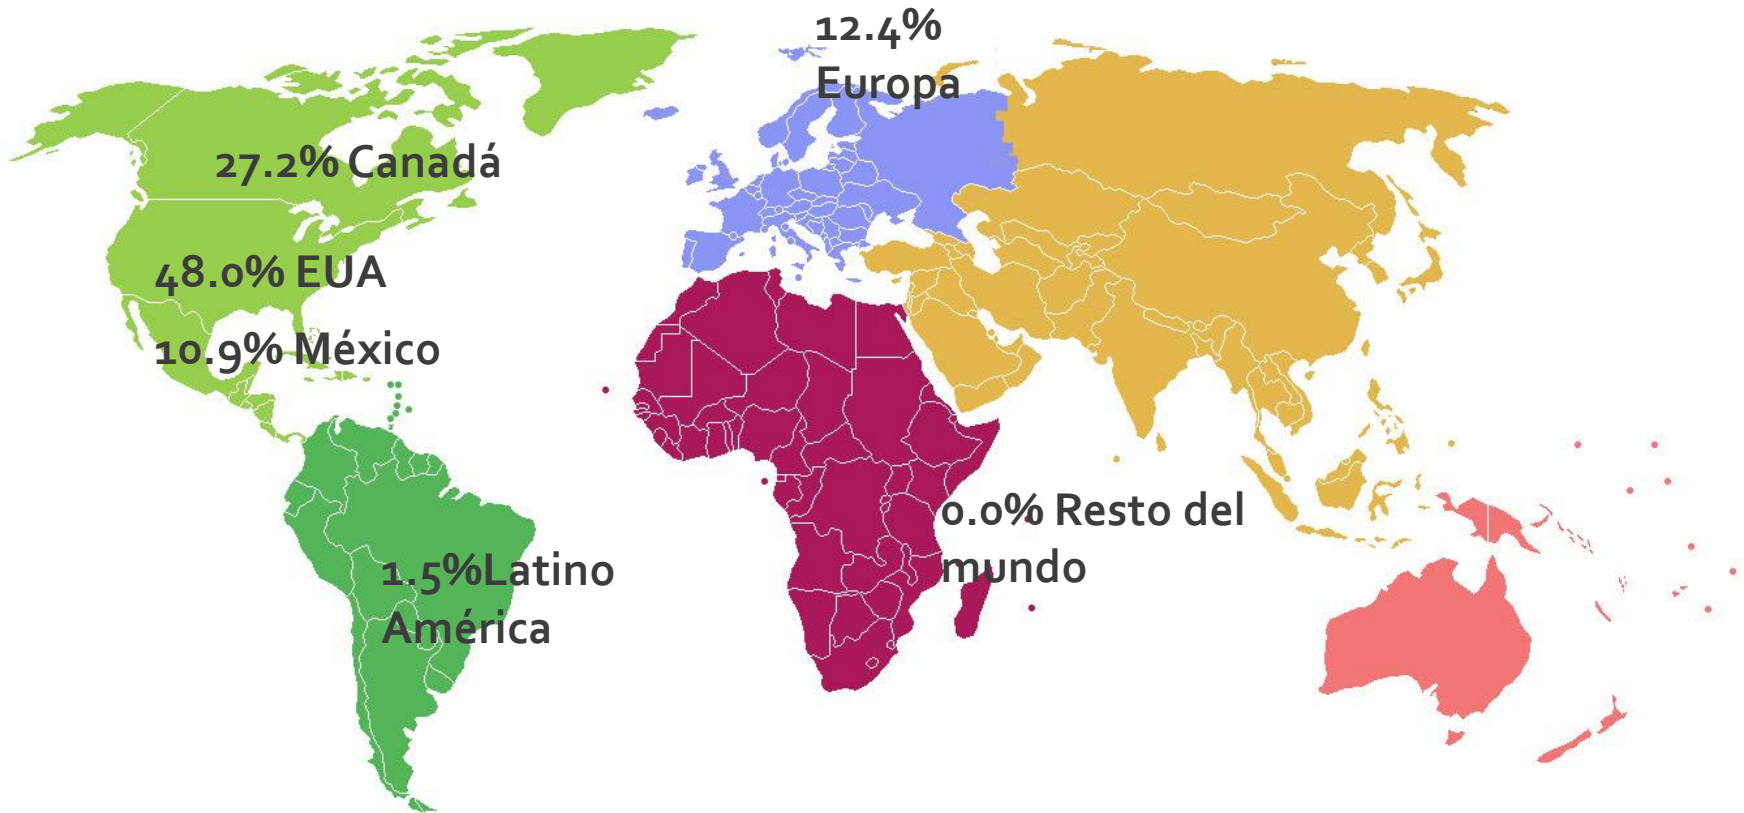 12.4%
Europa
27.2% Canadá
48.0% EUA
10.9% México
0.0% Resto del
mundo
1.5%Latino
América